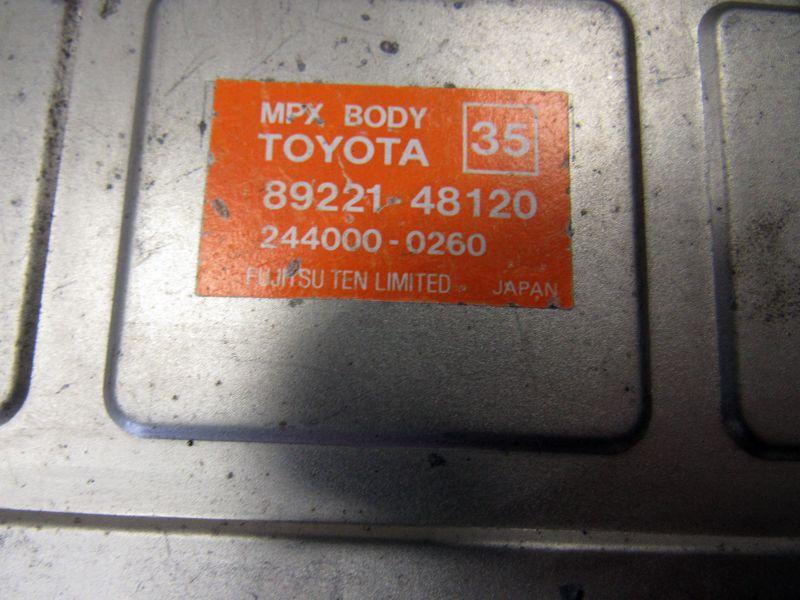 MPX BODY
TOYOTA 35
89221-48120
244000-0260
FUJITSU TEN LIMITED JAPAN